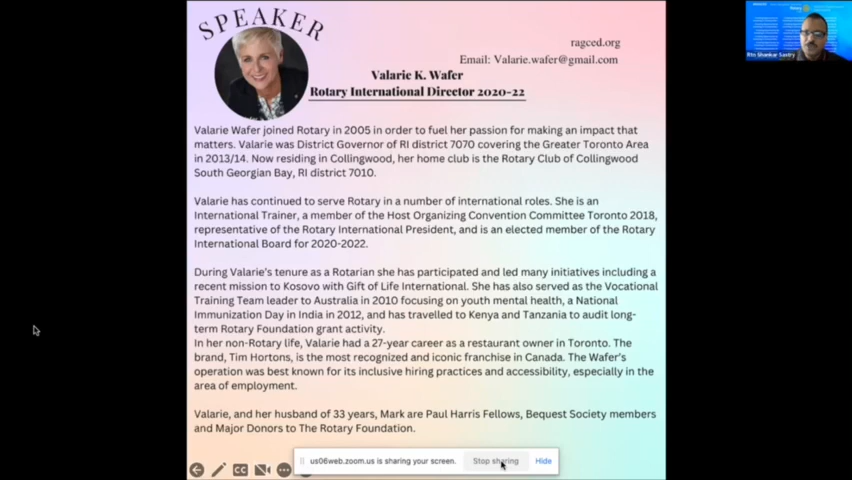 SPEAKER
ragced.org
Email: Valarie.wafer@gmail.com
Valarie K. Wafer
Rotary International Director 2020-22
Valarie Wafer joined Rotary in 2005 in order to fuel her passion for making an impact that
matters. Valarie was District Governor of RI district 7070 covering the Greater Toronto Area
in 2013/14. Now residing in Collingwood, her home club is the Rotary Club of Collingwood
South Georgian Bay, RI district 7010.
Valarie has continued to serve Rotary in a number of international roles. She is an
International Trainer, a member of the Host Organizing Convention Committee Toronto 2018,
representative of the Rotary International President, and is an elected member of the Rotary
International Board for 2020-2022.
During Valarie's tenure as a Rotarian she has participated and led many initiatives including a
recent mission to Kosovo with Gift of Life International. She has also served as the Vocational
Training Team leader to Australia in 2010 focusing on youth mental health, a National
Immunization Day in India in 2012, and has travelled to Kenya and Tanzania to audit long-
term Rotary Foundation grant activity.
In her non-Rotary life, Valarie had a 27-year career as a restaurant owner in Toronto. The
brand, Tim Hortons, is the most recognized and iconic franchise in Canada. The Wafer's
operation was best known for its inclusive hiring practices and accessibility, especially in the
area of employment.
Valarie, and her husband of 33 years, Mark are Paul Harris Fellows, Bequest Society members
and Major Donors to The Rotary Foundation.
us06web.zoom.us is sharing your screen.
Stop sharing
Hide
CC
Rotary
Shankar Sastry